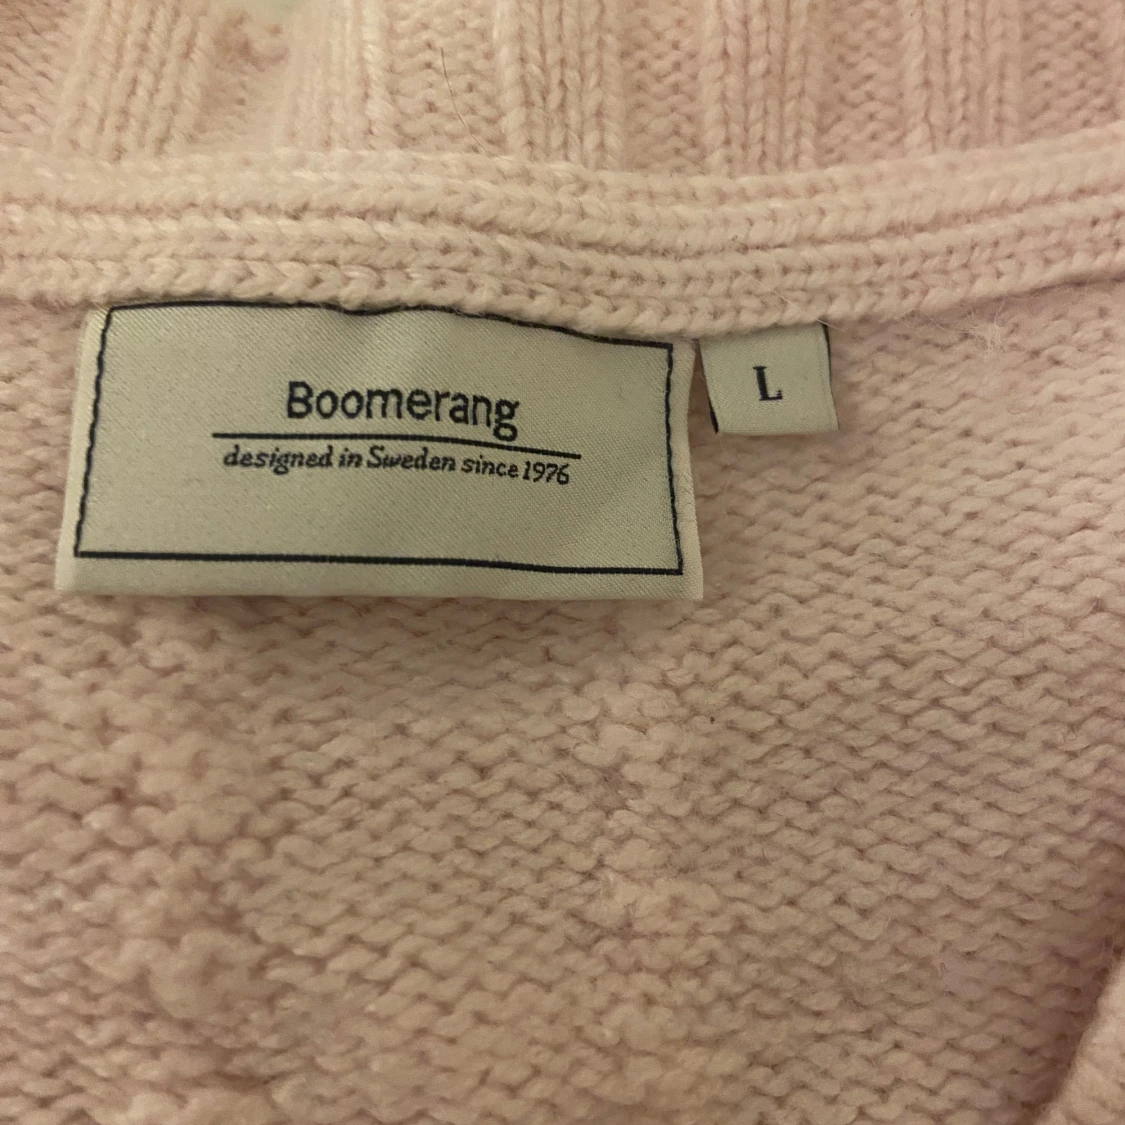 Boomerang
designed in Sweden since 1976
L